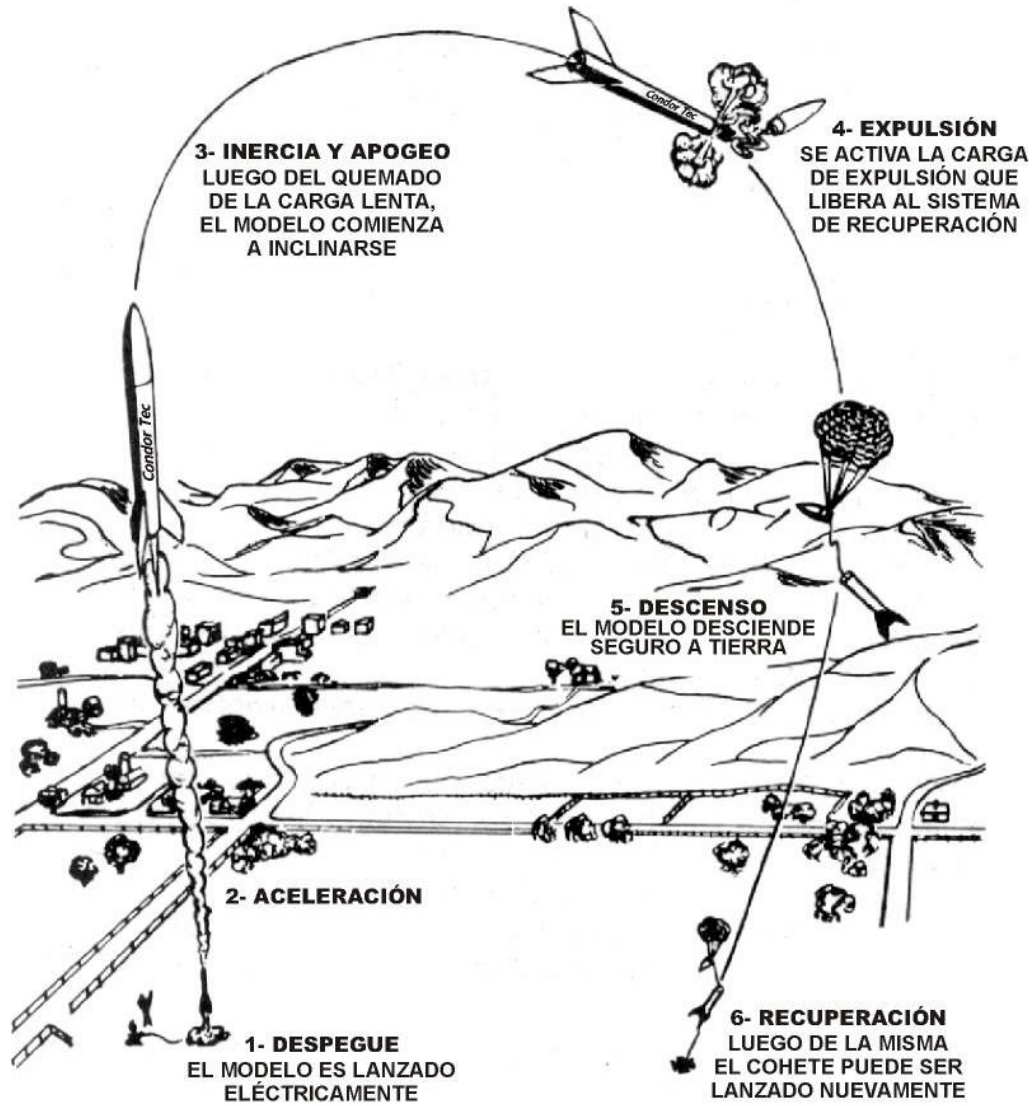 Condor Tec
4- EXPULSIÓN
SE ACTIVA LA CARGA
DE EXPULSIÓN QUE
LIBERA AL SISTEMA
DE RECUPERACIÓN
3- INERCIA Y APOGEO
LUEGO DEL QUEMADO
DE LA CARGA LENTA,
EL MODELO COMIENZA
A INCLINARSE
Condor Tec
5- DESCENSO
EL MODELO DESCIENDE
SEGURO A TIERRA
2- ACELERACIÓN
1- DESPEGUE
EL MODELO ES LANZADO
ELÉCTRICAMENTE
6- RECUPERACIÓN
LUEGO DE LA MISMA
EL COHETE PUEDE SER
LANZADO NUEVAMENTE